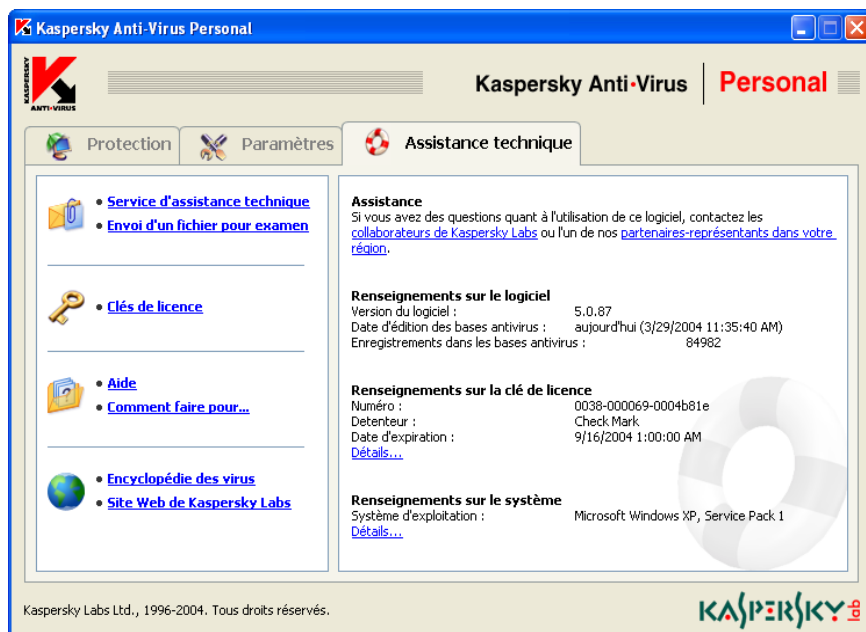 Kaspersky Anti-Virus Personal
KASPERSKY
ANTI-VIRUS
Kaspersky Anti•Virus
Personal
Protection
Paramètres
Assistance technique
• Service d'assistance technique
• Envoi d'un fichier pour examen
• Clés de licence
• Aide
• Comment faire pour...
• Encyclopédie des virus
• Site Web de Kaspersky Labs
Assistance
Si vous avez des questions quant à l'utilisation de ce logiciel, contactez les
collaborateurs de Kaspersky Labs ou l'un de nos partenaires-représentants dans votre
région.
Renseignements sur le logiciel
Version du logiciel : 5.0.87
Date d'édition des bases antivirus : aujourd'hui (3/29/2004 11:35:40 AM)
Enregistrements dans les bases antivirus : 84982
Renseignements sur la clé de licence
Numéro : 0038-000069-0004b81e
Detenteur : Check Mark
Date d'expiration : 9/16/2004 1:00:00 AM
Détails...
Renseignements sur le système
Système d'exploitation : Microsoft Windows XP, Service Pack 1
Détails...
Kaspersky Labs Ltd., 1996-2004. Tous droits réservés.
KASPERSKY lab